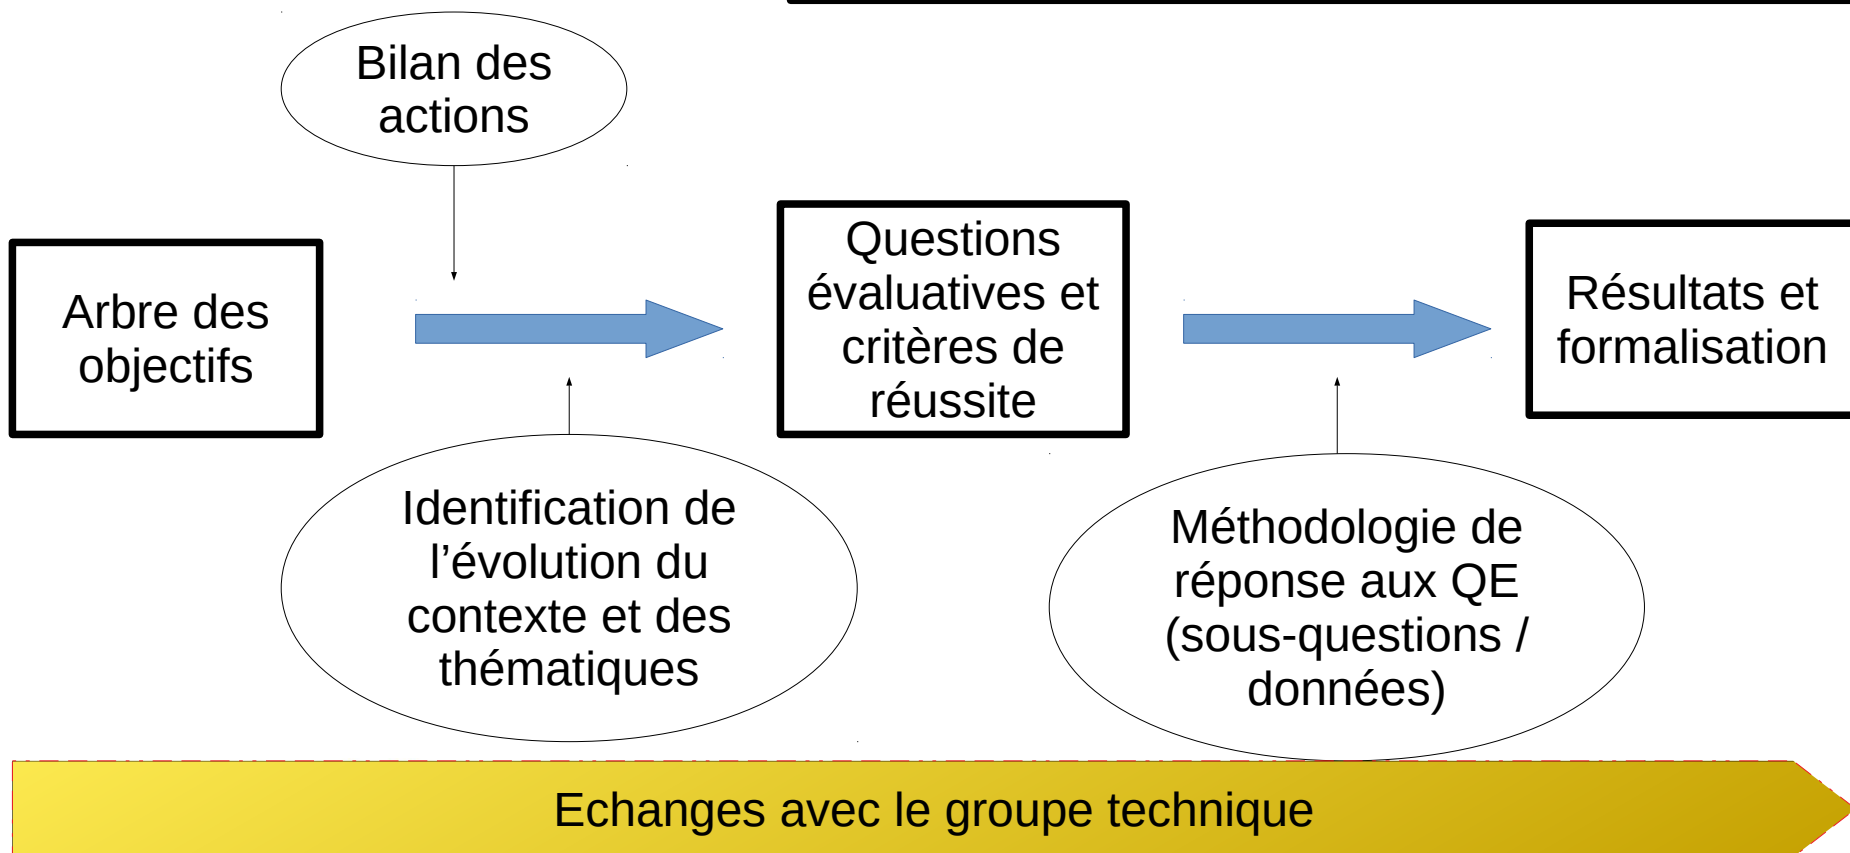 Bilan des
actions
Arbre des
objectifs
Questions
évaluatives et
critères de
réussite
Résultats et
formalisation
Identification de
l’évolution du
contexte et des
thématiques
Méthodologie de
réponse aux QE
(sous-questions /
données)
Echanges avec le groupe technique